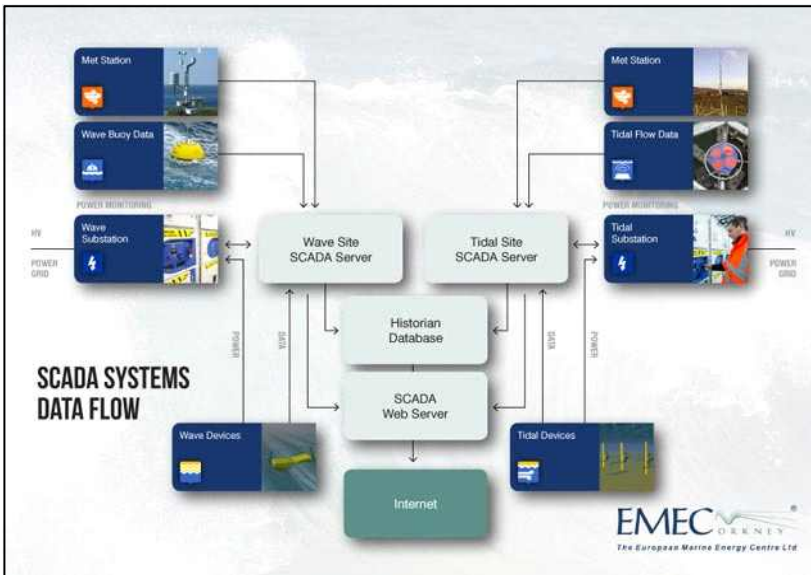 Met Station
Wave Buoy Data
POWER MONITORING
Wave
Substation
HV
POWER
GRID
Met Station
Tidal Flow Data
POWER MONITORING
Tidal
Substation
HV
POWER
GRID
Wave Site
SCADA Server
Tidal Site
SCADA Server
Historian
Database
SCADA
Web Server
Internet
POWER
DATA
DATA
POWER
SCADA SYSTEMS
DATA FLOW
Wave Devices
Tidal Devices
EMEC
ORKNEY
®
The European Marine Energy Centre Ltd